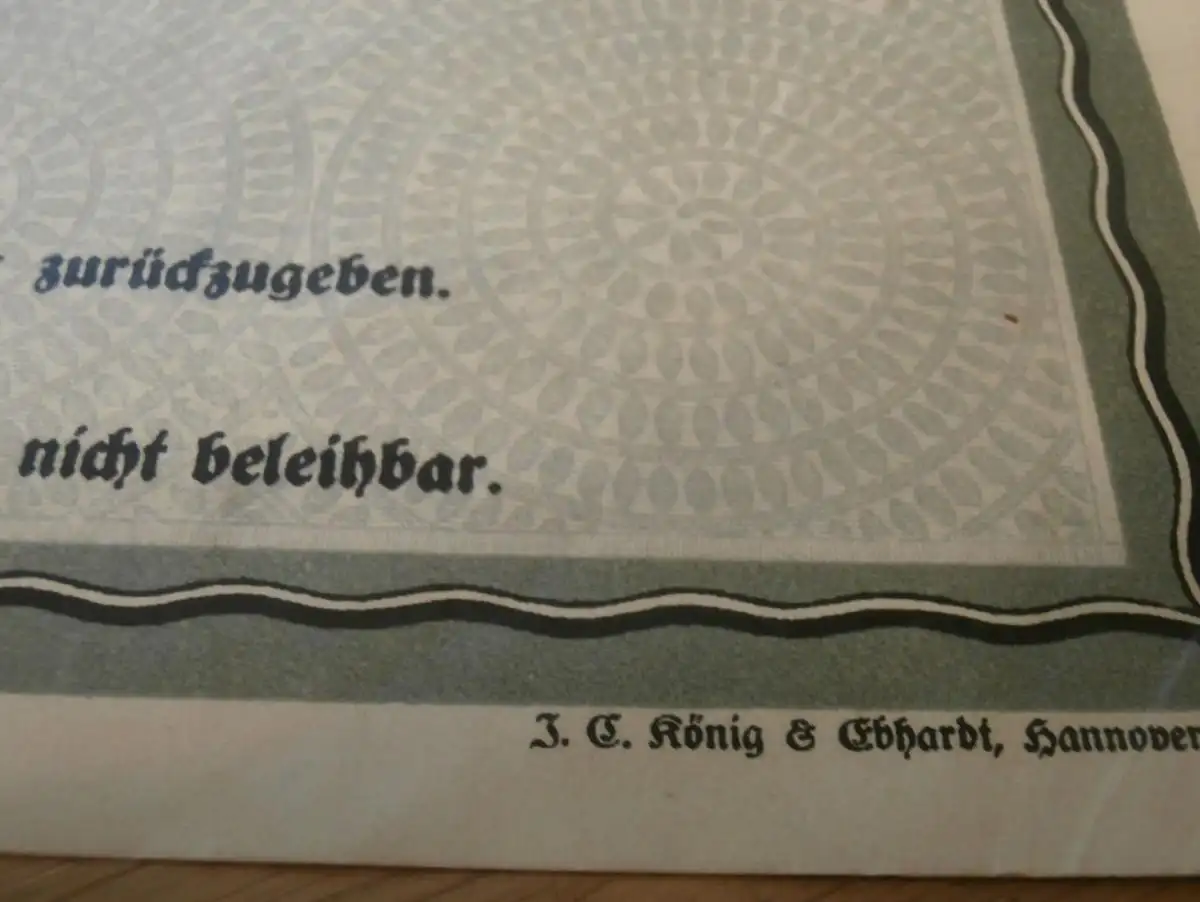 zurückzugeben.
nicht beleihbar.
J. C. König & Ebhardt, Hannover